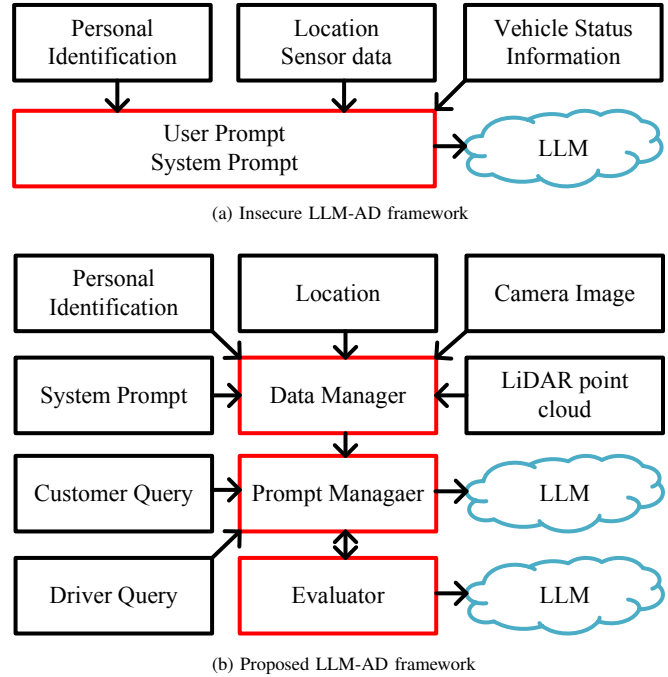 Personal
Identification
Location
Sensor data
Vehicle Status
Information
User Prompt
System Prompt
LLM
(a) Insecure LLM-AD framework
Personal
Identification
Location
Camera Image
System Prompt
Data Manager
LiDAR point
cloud
Customer Query
Prompt Managaer
LLM
Driver Query
Evaluator
LLM
(b) Proposed LLM-AD framework